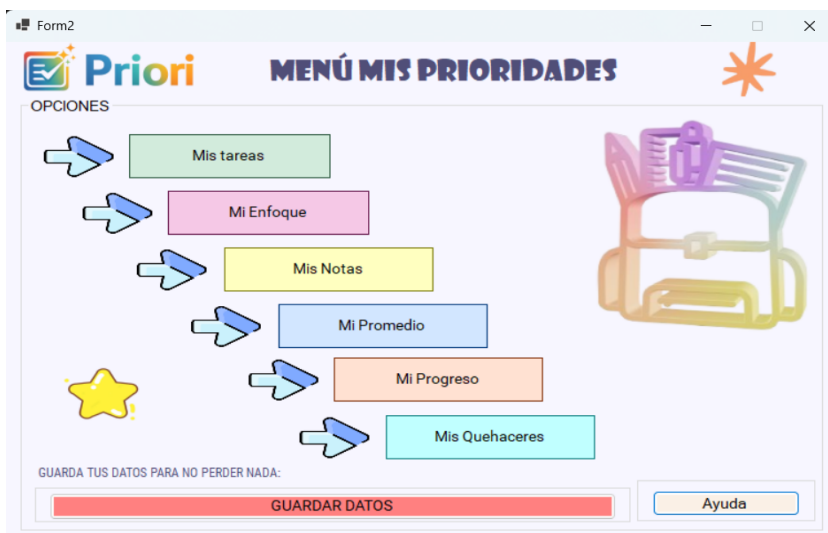 Form2
Priori
MENÚ MIS PRIORIDADES
OPCIONES
Mis tareas
Mi Enfoque
Mis Notas
Mi Promedio
Mi Progreso
Mis Quehaceres
GUARDA TUS DATOS PARA NO PERDER NADA:
GUARDAR DATOS
Ayuda